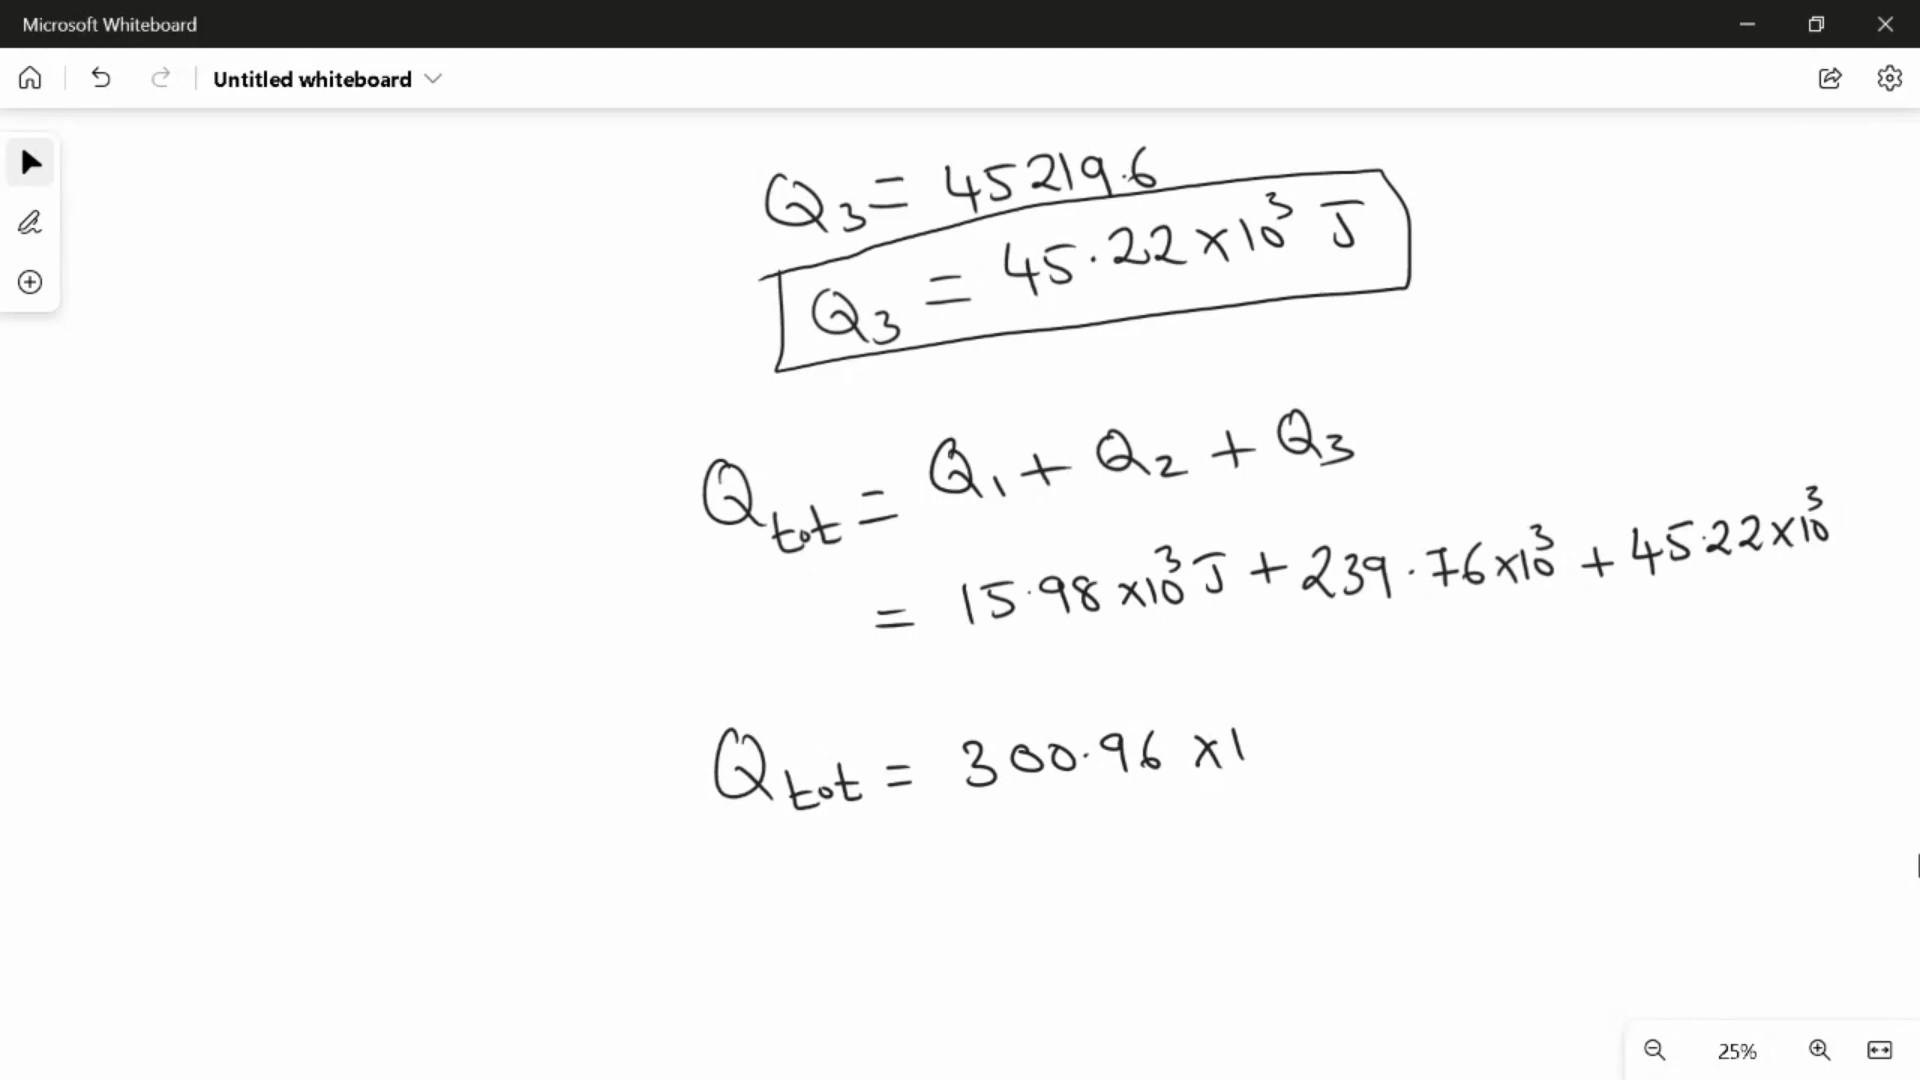 Microsoft Whiteboard
Untitled whiteboard
Q₃ = 45219.6
Q₃ = 45.22×10³ J
Q_tot = Q₁ + Q₂ + Q₃
= 15.98×10³ J + 239.76×10³ + 45.22×10³
Q_tot = 300.96 ×1
25%